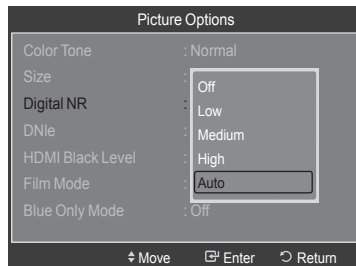 Picture Options
Color Tone : Normal
Size :
Off
Digital NR :
Low
DNIe :
Medium
HDMI Black Level :
High
Film Mode :
Auto
Blue Only Mode : Off
Move Enter Return